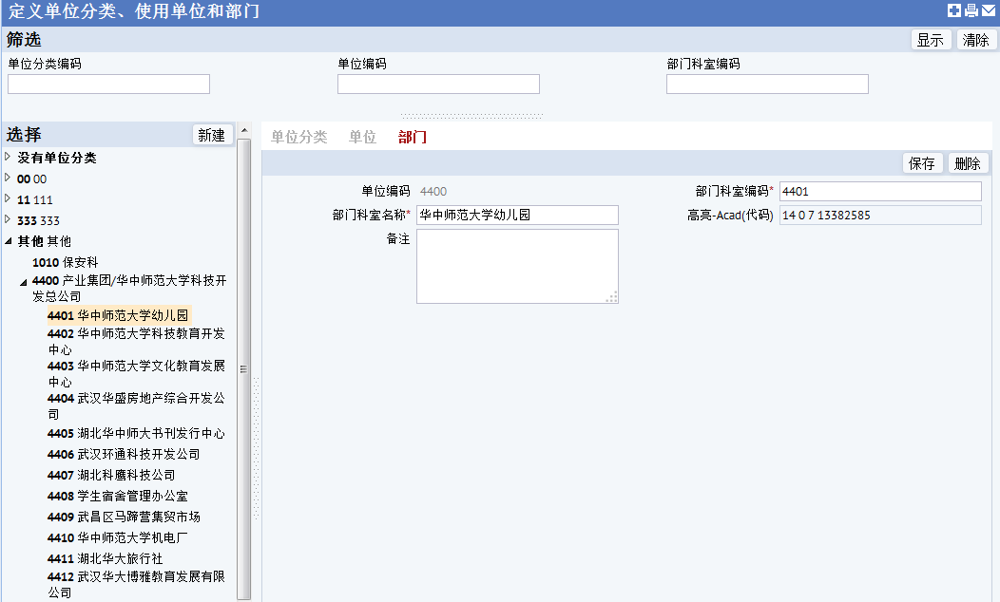 定义单位分类、使用单位和部门
筛选
显示
清除
单位分类编码
单位编码
部门科室编码
选择
新建
没有单位分类
00 00
11 111
333 333
其他 其他
1010 保安科
4400 产业集团/华中师范大学科技开
发总公司
4401 华中师范大学幼儿园
4402 华中师范大学科技教育开发
中心
4403 华中师范大学文化教育发展
中心
4404 武汉华盛房地产综合开发公
司
4405 湖北华中师大书刊发行中心
4406 武汉环通科技开发公司
4407 湖北科鹰科技公司
4408 学生宿舍管理办公室
4409 武昌区马蹄营集贸市场
4410 华中师范大学机电厂
4411 湖北华大旅行社
4412 武汉华大博雅教育发展有限
公司
单位分类 单位 部门
保存
删除
单位编码 4400
部门科室编码* 4401
部门科室名称* 华中师范大学幼儿园
高亮-Acad(代码) 14 0 7 13382585
备注